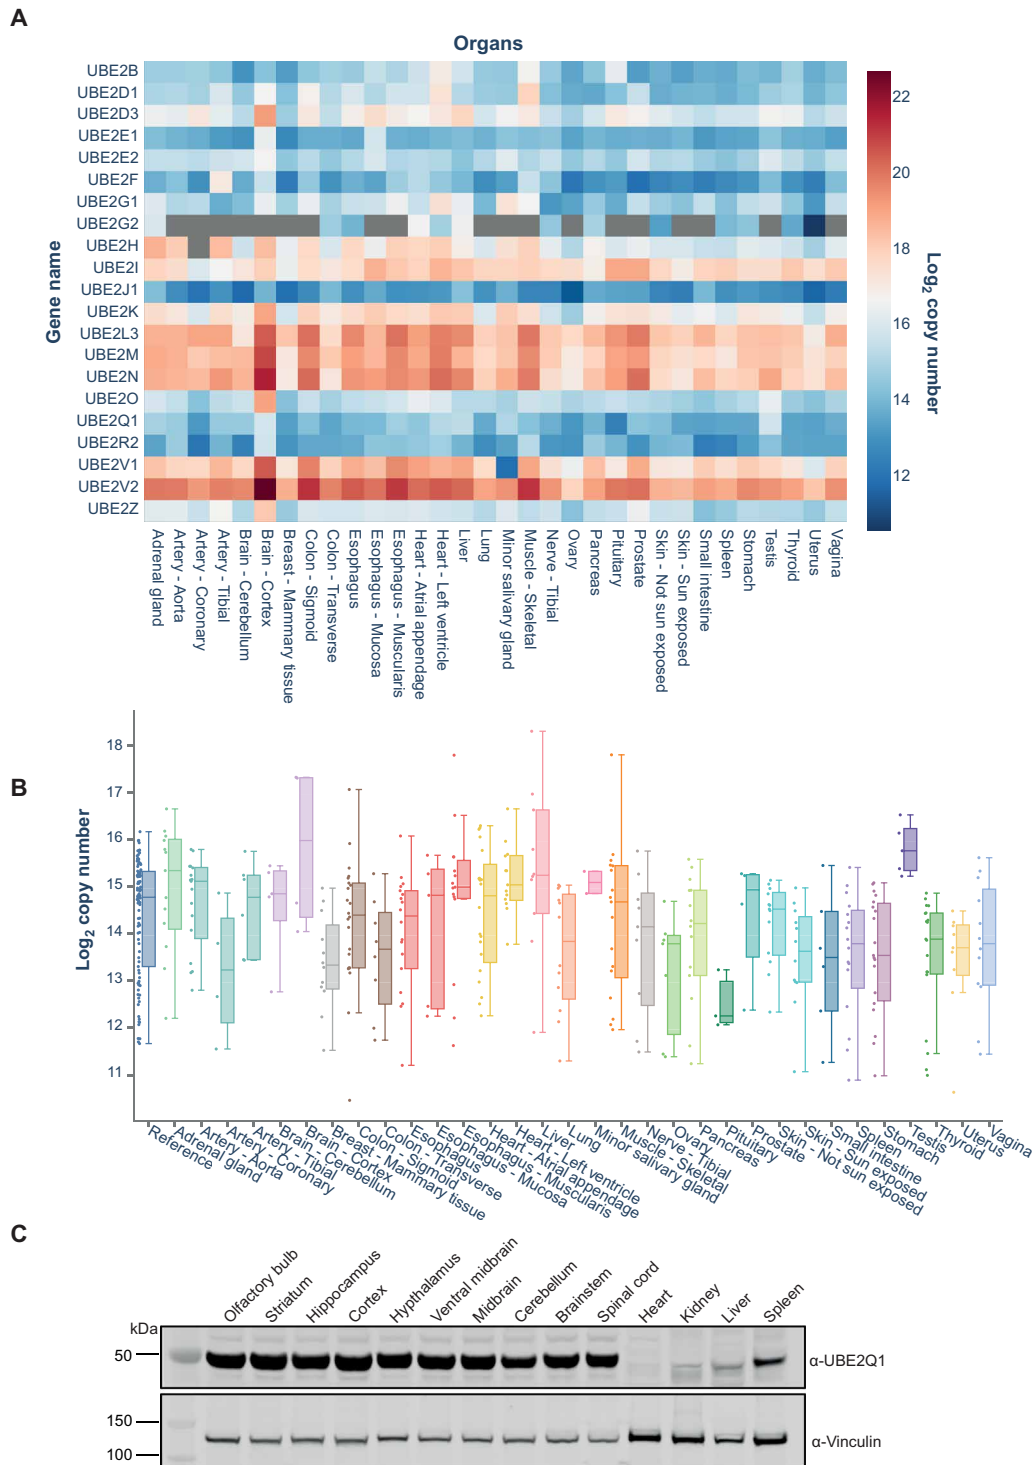 A
Organs
Gene name
UBE2B
UBE2D1
UBE2D3
UBE2E1
UBE2E2
UBE2F
UBE2G1
UBE2G2
UBE2H
UBE2I
UBE2J1
UBE2K
UBE2L3
UBE2M
UBE2N
UBE2O
UBE2Q1
UBE2R2
UBE2V1
UBE2V2
UBE2Z
22
20
18
16
14
12
Log2 copy number
Adrenal gland
Artery - Aorta
Artery - Coronary
Artery - Tibial
Brain - Cerebellum
Brain - Cortex
Breast - Mammary tissue
Colon - Sigmoid
Colon - Transverse
Esophagus
Esophagus - Mucosa
Esophagus - Muscularis
Heart - Atrial appendage
Heart - Left ventricle
Liver
Lung
Minor salivary gland
Muscle - Skeletal
Nerve - Tibial
Ovary
Pancreas
Pituitary
Prostate
Skin - Not sun exposed
Skin - Sun exposed
Small intestine
Spleen
Stomach
Testis
Thyroid
Uterus
Vagina
B
Log2 copy number
18
17
16
15
14
13
12
11
Reference
Adrenal gland
Artery - Aorta
Artery - Coronary
Artery - Tibial
Brain - Cerebellum
Brain - Cortex
Breast - Mammary tissue
Colon - Sigmoid
Colon - Transverse
Esophagus
Esophagus - Mucosa
Esophagus - Muscularis
Heart - Atrial appendage
Heart - Left ventricle
Liver
Lung
Minor salivary gland
Muscle - Skeletal
Nerve - Tibial
Ovary
Pancreas
Pituitary
Prostate
Skin - Not sun exposed
Skin - Sun exposed
Small intestine
Spleen
Stomach
Testis
Thyroid
Uterus
Vagina
C
Olfactory bulb
Striatum
Hippocampus
Cortex
Hypthalamus
Ventral midbrain
Midbrain
Cerebellum
Brainstem
Spinal cord
Heart
Kidney
Liver
Spleen
kDa
50
α-UBE2Q1
150
100
α-Vinculin